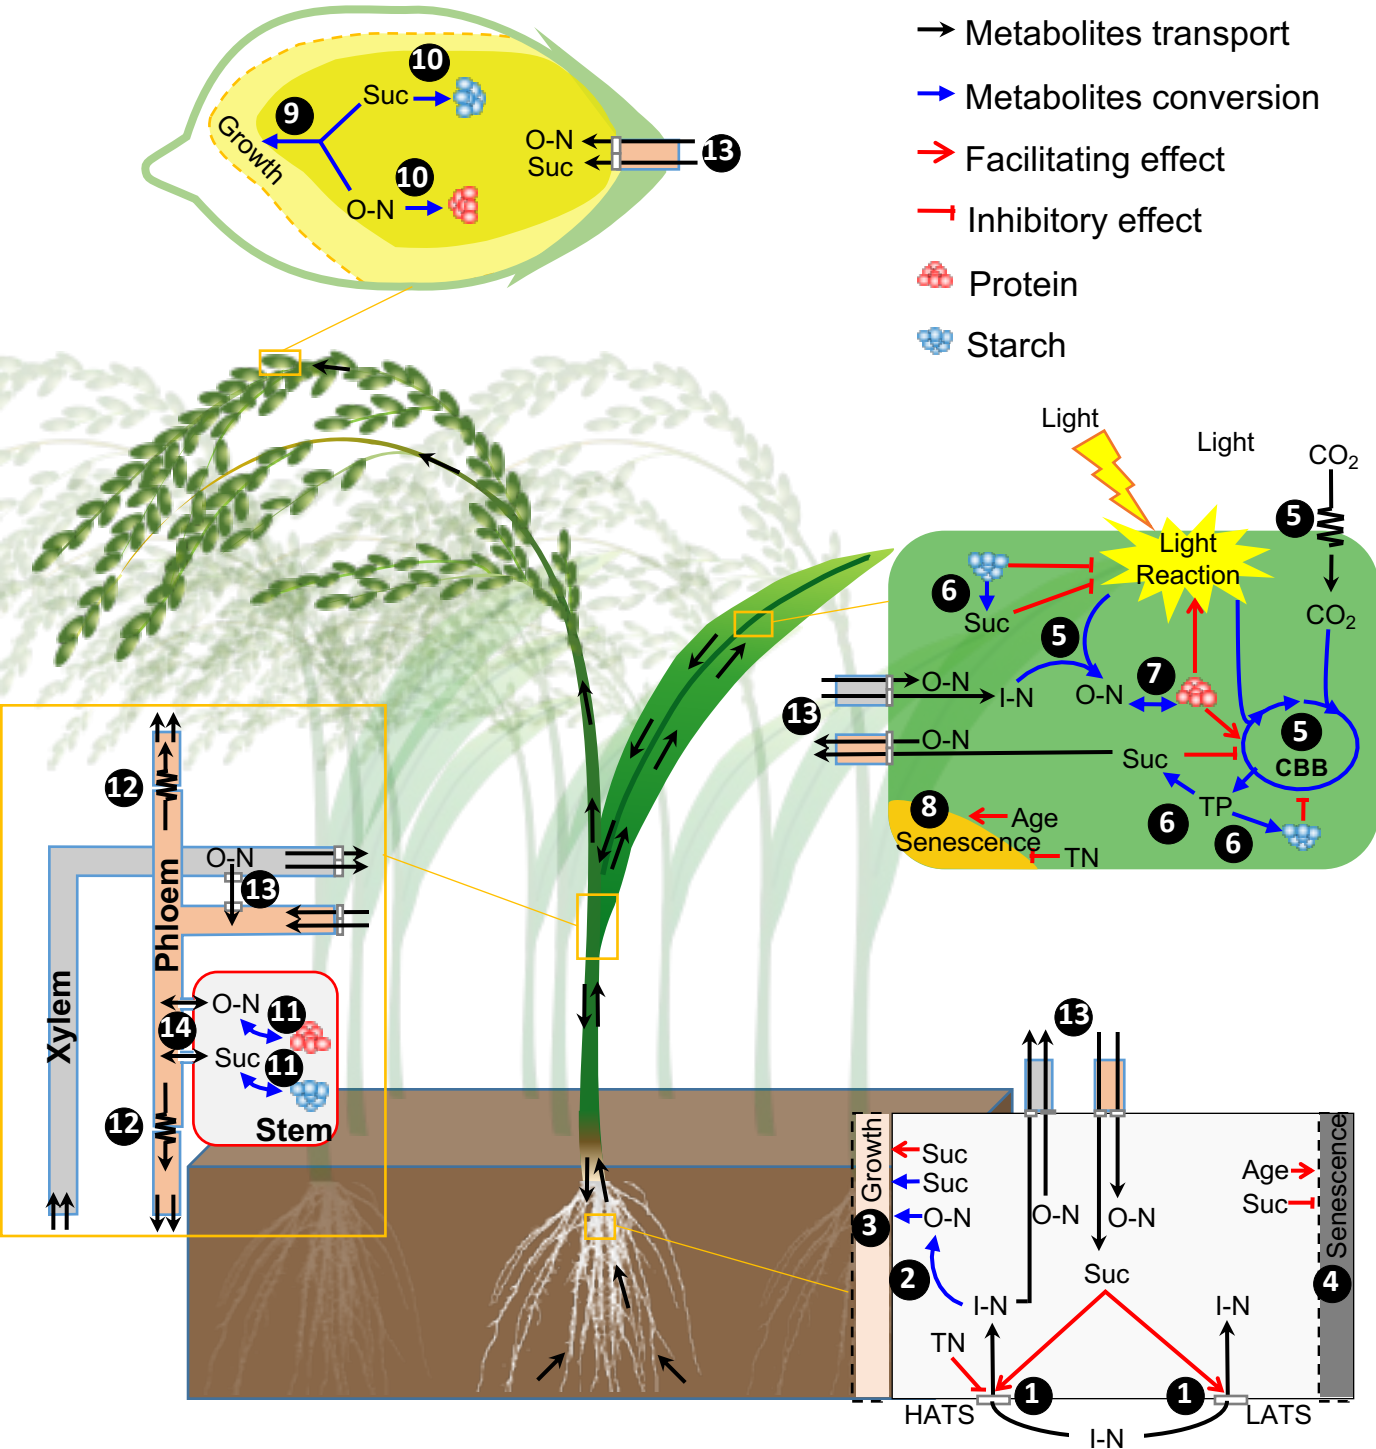 Metabolites transport
Metabolites conversion
Facilitating effect
Inhibitory effect
Protein
Starch
10
Suc
9
Growth
10
O-N
O-N
Suc
13
Light
Light
CO2
5
Light
Reaction
6
Suc
CO2
5
O-N
I-N
O-N
7
13
O-N
Suc
5
CBB
TP
6
6
8
Age
Senescence
TN
12
O-N
13
Phloem
Xylem
O-N
11
14
Suc
11
12
Stem
13
Growth
Suc
Suc
O-N
3
2
O-N
O-N
Suc
I-N
I-N
TN
Age
Suc
Senescence
4
1
1
HATS
LATS
I-N